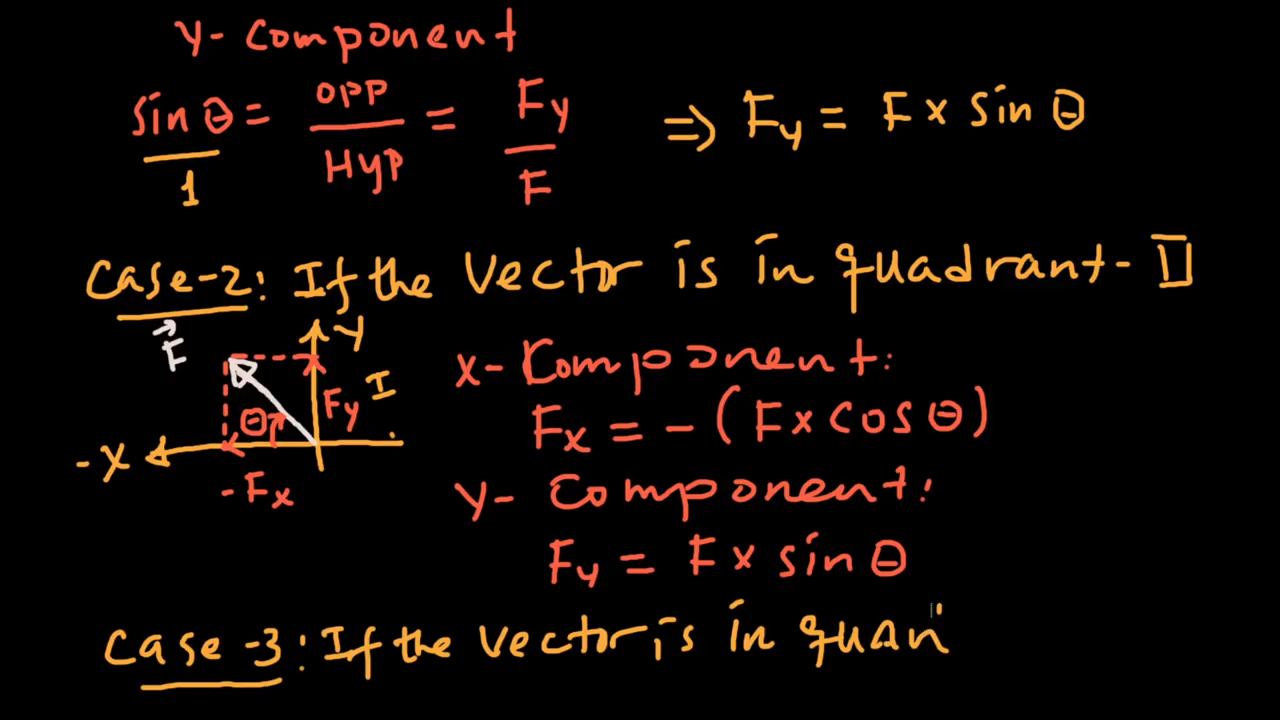 Y- Component
sin θ/1 = OPP/HYP = Fy/F ⇒ Fy = F × sin θ
Case-2: If the vector is in quadrant- II
F
Y
I
Fy
θ
-X
-Fx
X- Component:
Fx = - (F × cos θ)
Y- Component:
Fy = F × sin θ
Case -3: If the vector is in quan